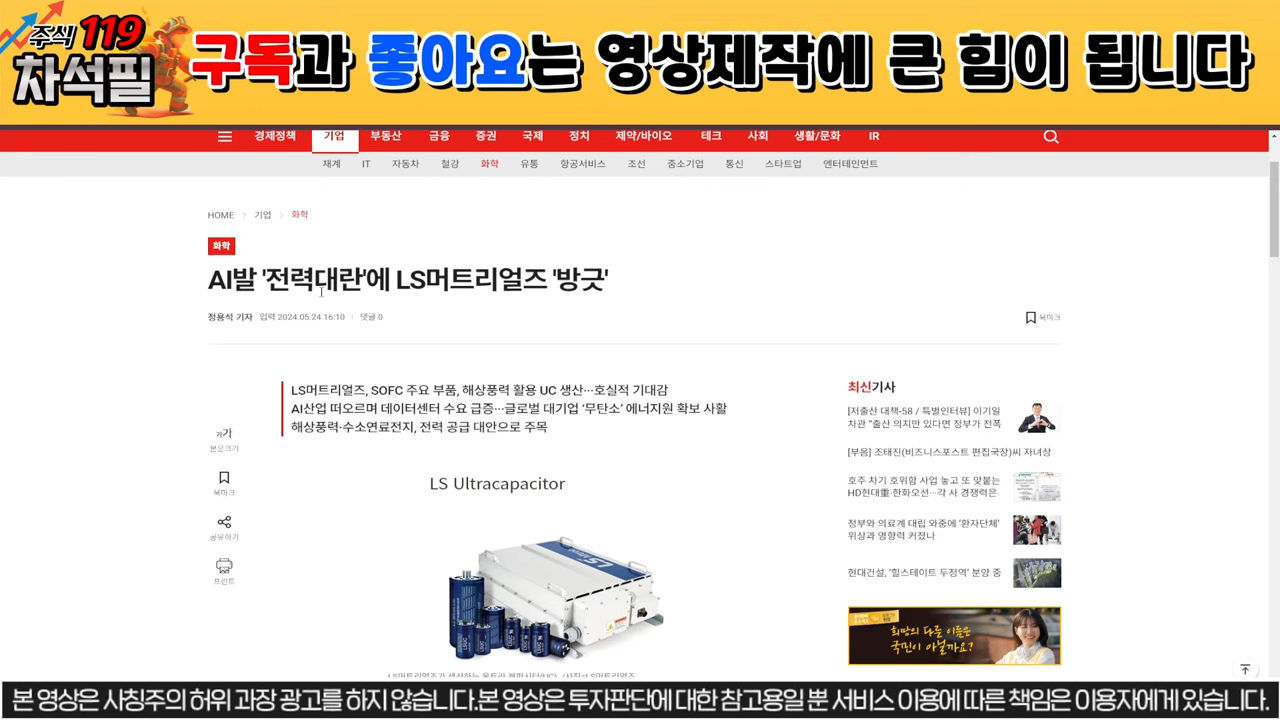 주식 119
차석필
구독과 좋아요는 영상제작에 큰 힘이 됩니다
경제정책 기업 부동산 금융 증권 국제 정치 제약/바이오 테크 사회 생활/문화 IR
재계 IT 자동차 철강 화학 유통 항공서비스 조선 중소기업 통신 스타트업 엔터테인먼트
HOME > 기업 > 화학
화학
AI발 '전력대란'에 LS머트리얼즈 '방긋'
정용석 기자 입력 2024.05.24 16:10 댓글 0
북마크
LS머트리얼즈, SOFC 주요 부품, 해상풍력 활용 UC 생산…호실적 기대감
AI산업 떠오르며 데이터센터 수요 급증…글로벌 대기업 '무탄소' 에너지원 확보 사활
해상풍력·수소연료전지, 전력 공급 대안으로 주목
가가
본문크기
북마크
공유하기
프린트
LS Ultracapacitor
최신기사
[저출산 대책-58 / 특별인터뷰] 이기일
차관 "출산 의지만 있다면 정부가 전폭
[부음] 조태진(비즈니스포스트 편집국장)씨 자녀상
호주 차기 호위함 사업 놓고 또 맞붙는
HD현대重·한화오션…각 사 경쟁력은
정부와 의료계 대립 와중에 '환자단체'
위상과 영향력 커졌나
현대건설, '힐스테이트 두정역' 분양 중
희망의 다른 이름은
국민이 아닐까요?
본 영상은 사칭주의 허위 과장 광고를 하지 않습니다.본 영상은 투자판단에 대한 참고용일 뿐 서비스 이용에 따른 책임은 이용자에게 있습니다.